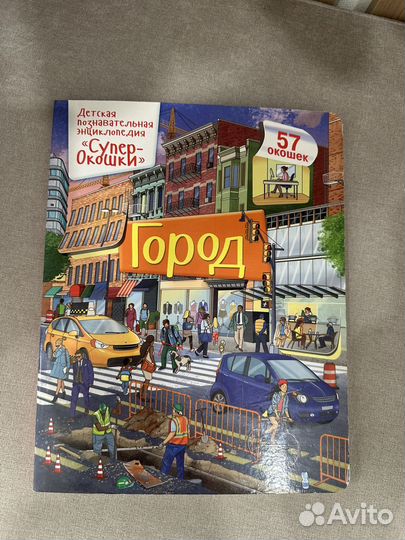 Детская
познавательная
энциклопедия
«Супер-
Окошки»
57
окошек
Город
Avito